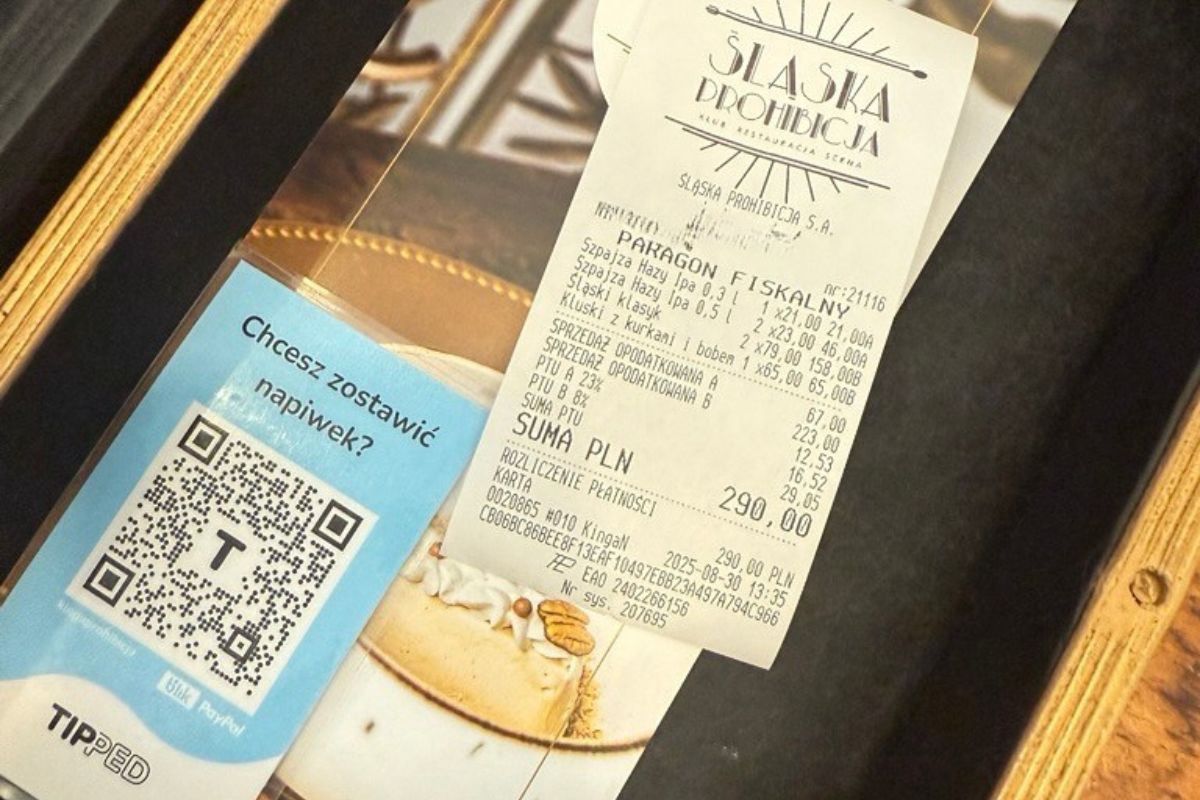 ŚLĄSKA
PROHIBICJA
KLUB RESTAURACJA SCENA
ŚLĄSKA PROHIBICJA S.A.
nr:21116
PARAGON FISKALNY
Szpajza Hazy Ipa 0,3 l 1 x21,00 21,00A
Szpajza Hazy Ipa 0,5 l 2 x23,00 46,00A
Śląski klasyk 2 x79,00 158,00B
Kluski z kurkami i bobem 1 x65,00 65,00B
SPRZEDAŻ OPODATKOWANA A 67,00
SPRZEDAŻ OPODATKOWANA B 223,00
PTU A 23% 12,53
PTU B 8% 16,52
SUMA PTU 29,05
SUMA PLN 290,00
ROZLICZENIE PŁATNOŚCI
KARTA 290,00 PLN
0020865 #010 KingaN 2025-08-30 13:35
CB06BC86BEE8F13EAF10497EBB23A497A794C966
EAO 2402266156
Nr sys. 207695
Chcesz zostawić
napiwek?
T
blik PayPal
TIPPED